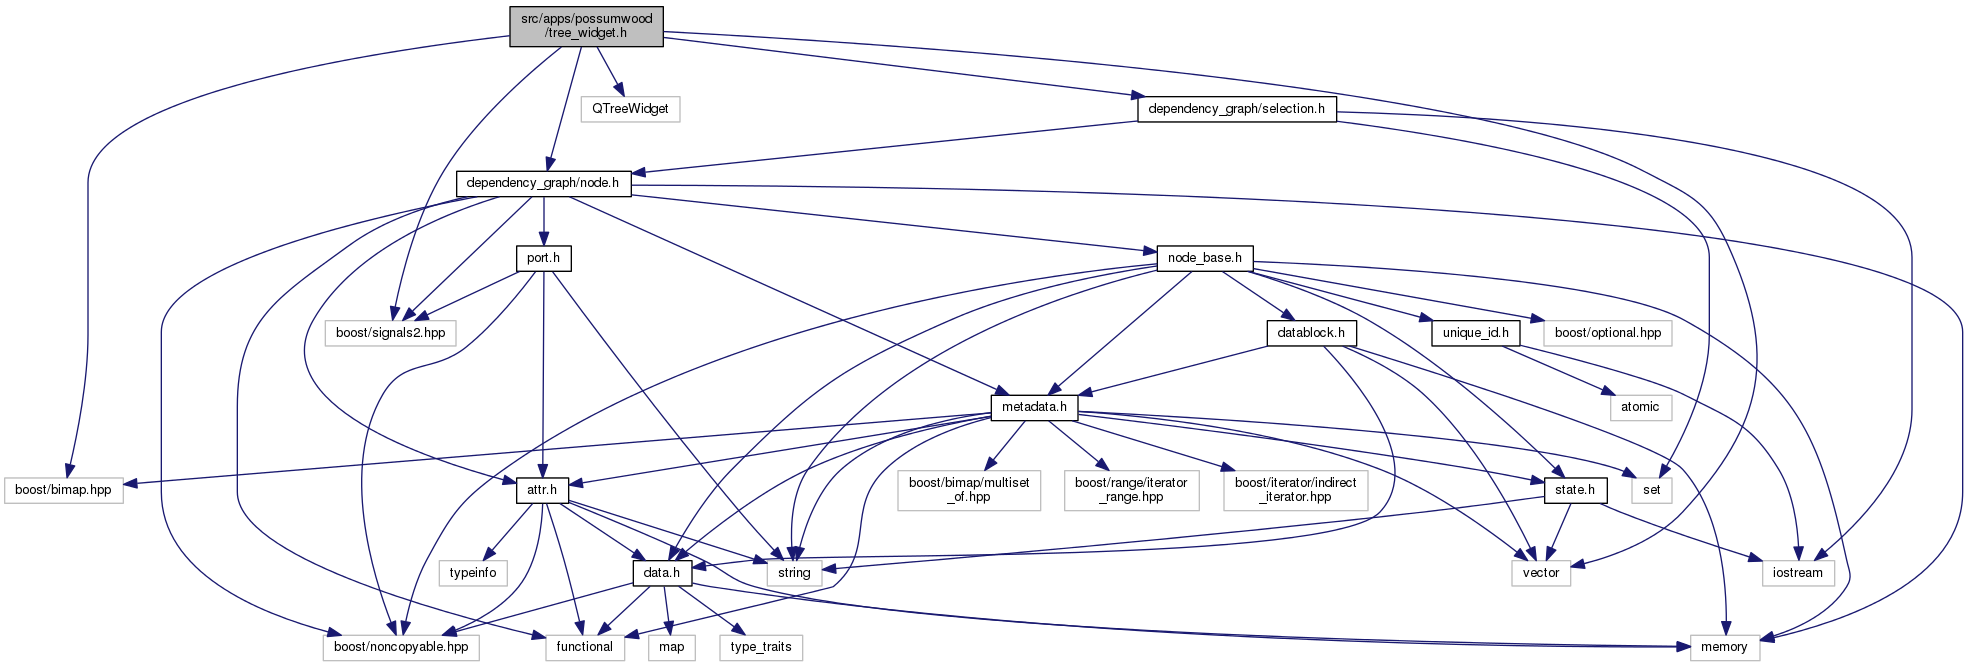 src/apps/possumwood
/tree_widget.h
QTreeWidget
dependency_graph/selection.h
dependency_graph/node.h
port.h
node_base.h
boost/signals2.hpp
datablock.h
unique_id.h
boost/optional.hpp
metadata.h
atomic
boost/bimap.hpp
attr.h
boost/bimap/multiset
_of.hpp
boost/range/iterator
_range.hpp
boost/iterator/indirect
_iterator.hpp
state.h
set
typeinfo
data.h
string
vector
iostream
boost/noncopyable.hpp
functional
map
type_traits
memory